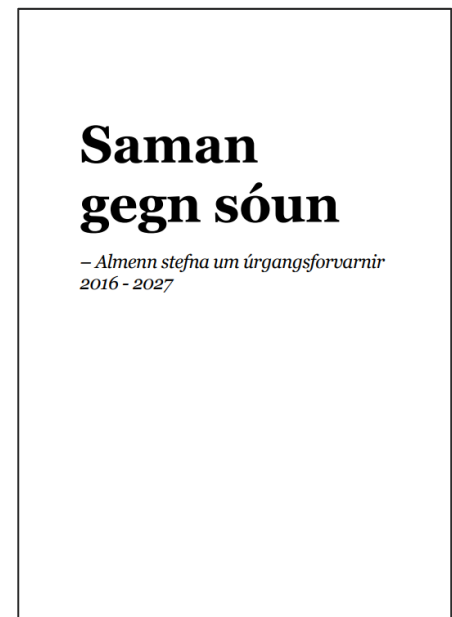 Saman
gegn sóun
– Almenn stefna um úrgangsforvarnir
2016 - 2027